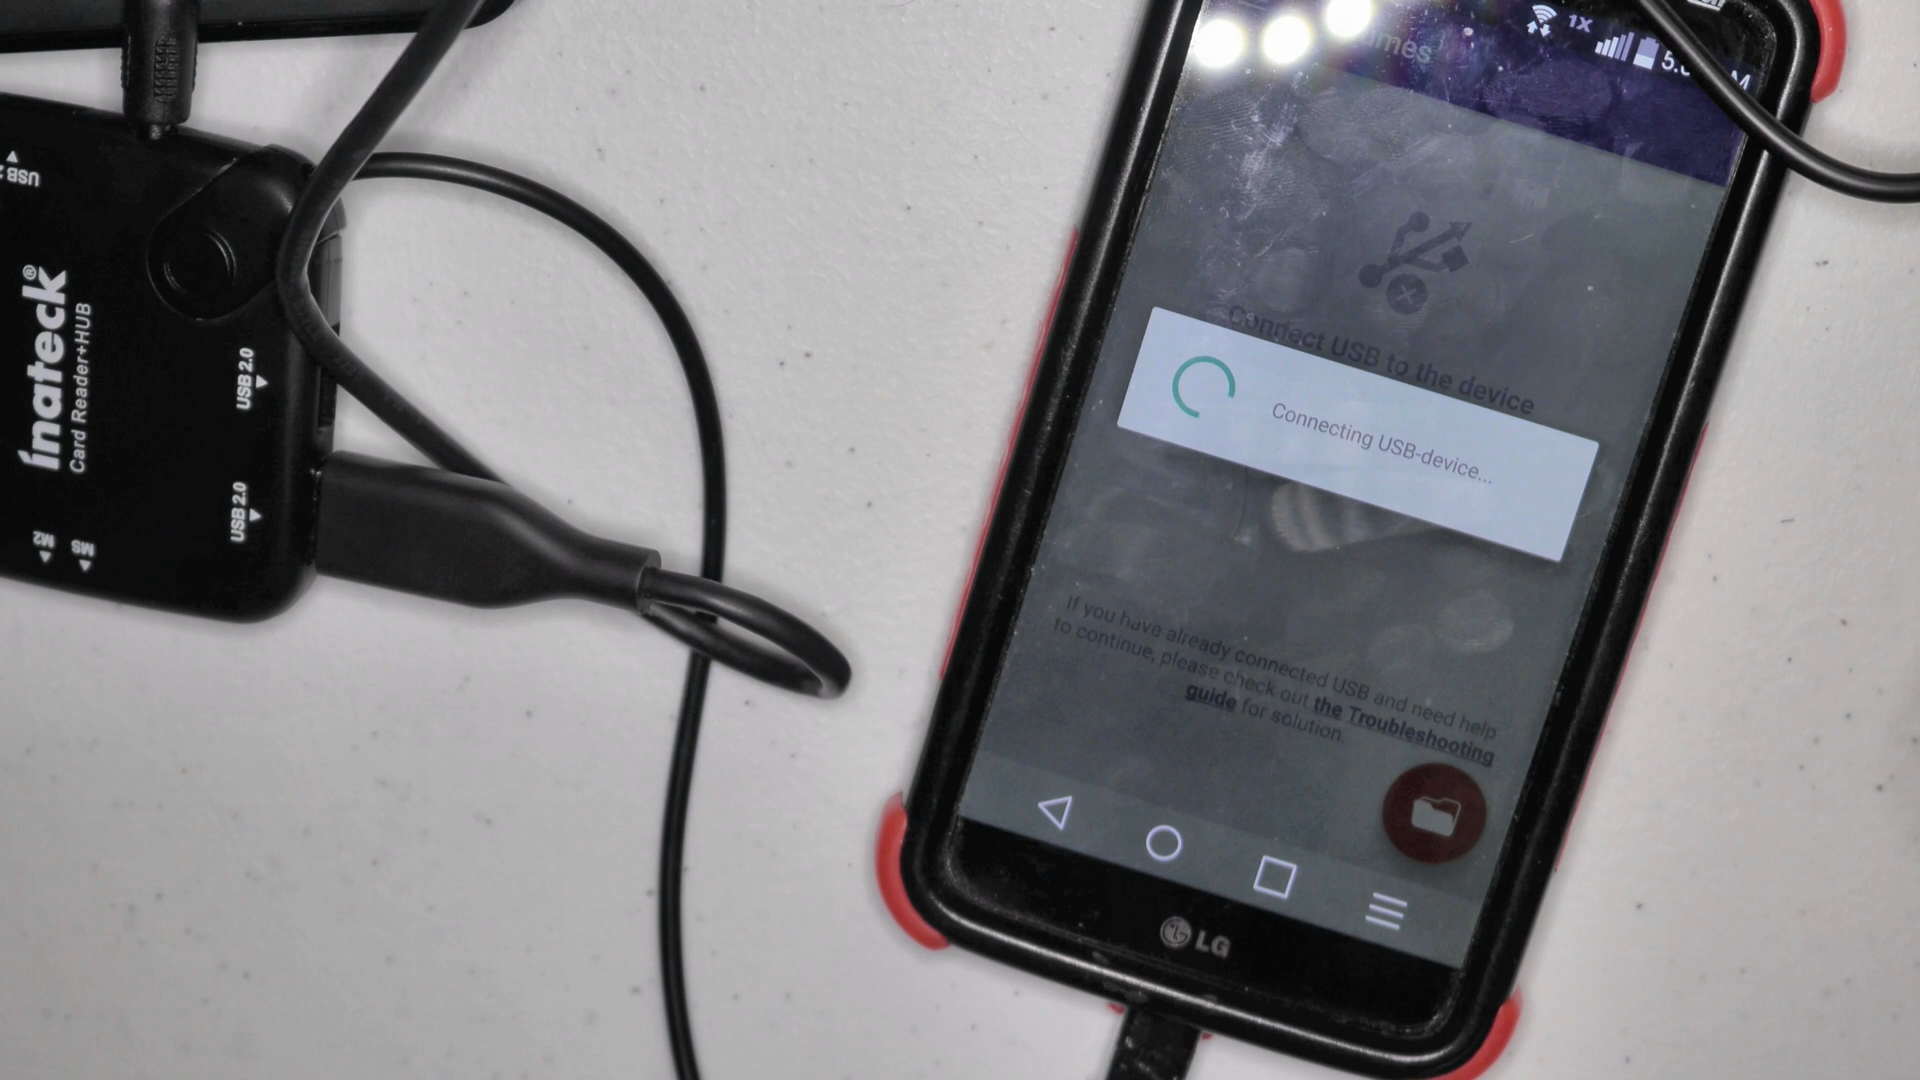 USB
inateck®
Card Reader+HUB
USB 2.0
USB 2.0
M2
MS
1X
Connect USB to the device
Connecting USB-device...
If you have already connected USB and need help
to continue, please check out the Troubleshooting
guide for solution.
LG